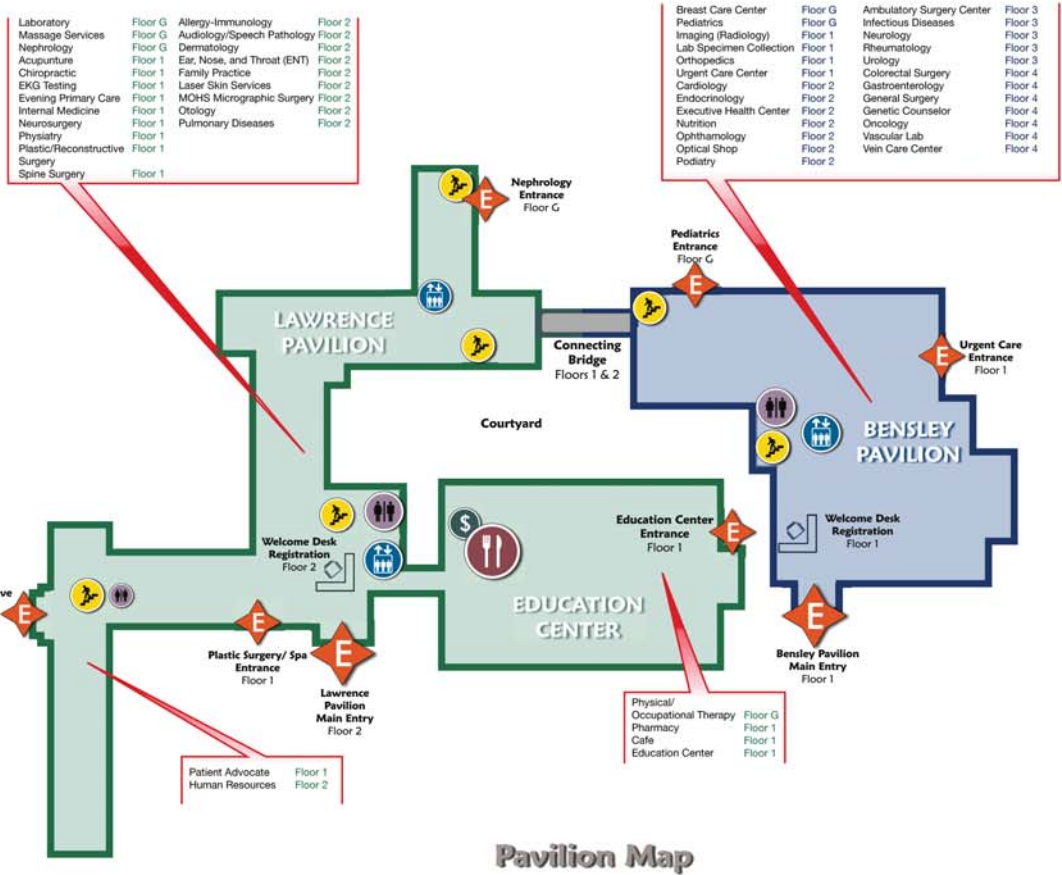 Laboratory Floor G Allergy-Immunology Floor 2
Massage Services Floor G Audiology/Speech Pathology Floor 2
Nephrology Floor G Dermatology Floor 2
Acupuncture Floor 1 Ear, Nose, and Throat (ENT) Floor 2
Chiropractic Floor 1 Family Practice Floor 2
EKG Testing Floor 1 Laser Skin Services Floor 2
Evening Primary Care Floor 1 MOHS Micrographic Surgery Floor 2
Internal Medicine Floor 1 Otology Floor 2
Neurosurgery Floor 1 Pulmonary Diseases Floor 2
Physiatry Floor 1
Plastic/Reconstructive Floor 1
Surgery
Spine Surgery Floor 1
Breast Care Center Floor G Ambulatory Surgery Center Floor 3
Pediatrics Floor G Infectious Diseases Floor 3
Imaging (Radiology) Floor 1 Neurology Floor 3
Lab Specimen Collection Floor 1 Rheumatology Floor 3
Orthopedics Floor 1 Urology Floor 3
Urgent Care Center Floor 1 Colorectal Surgery Floor 4
Cardiology Floor 2 Gastroenterology Floor 4
Endocrinology Floor 2 General Surgery Floor 4
Executive Health Center Floor 2 Genetic Counselor Floor 4
Nutrition Floor 2 Oncology Floor 4
Ophthamology Floor 2 Vascular Lab Floor 4
Optical Shop Floor 2 Vein Care Center Floor 4
Podiatry Floor 2
E
Nephrology
Entrance
Floor G
Pediatrics
Entrance
Floor G
E
LAWRENCE
PAVILION
Connecting
Bridge
Floors 1 & 2
E
Urgent Care
Entrance
Floor 1
Courtyard
BENSLEY
PAVILION
Welcome Desk
Registration
Floor 2
$
Education Center
Entrance
Floor 1
E
Welcome Desk
Registration
Floor 1
ve
E
EDUCATION
CENTER
E
Plastic Surgery/ Spa
Entrance
Floor 1
E
Lawrence
Pavilion
Main Entry
Floor 2
E
Bensley Pavilion
Main Entry
Floor 1
Physical/
Occupational Therapy Floor G
Pharmacy Floor 1
Cafe Floor 1
Education Center Floor 1
Patient Advocate Floor 1
Human Resources Floor 2
Pavilion Map